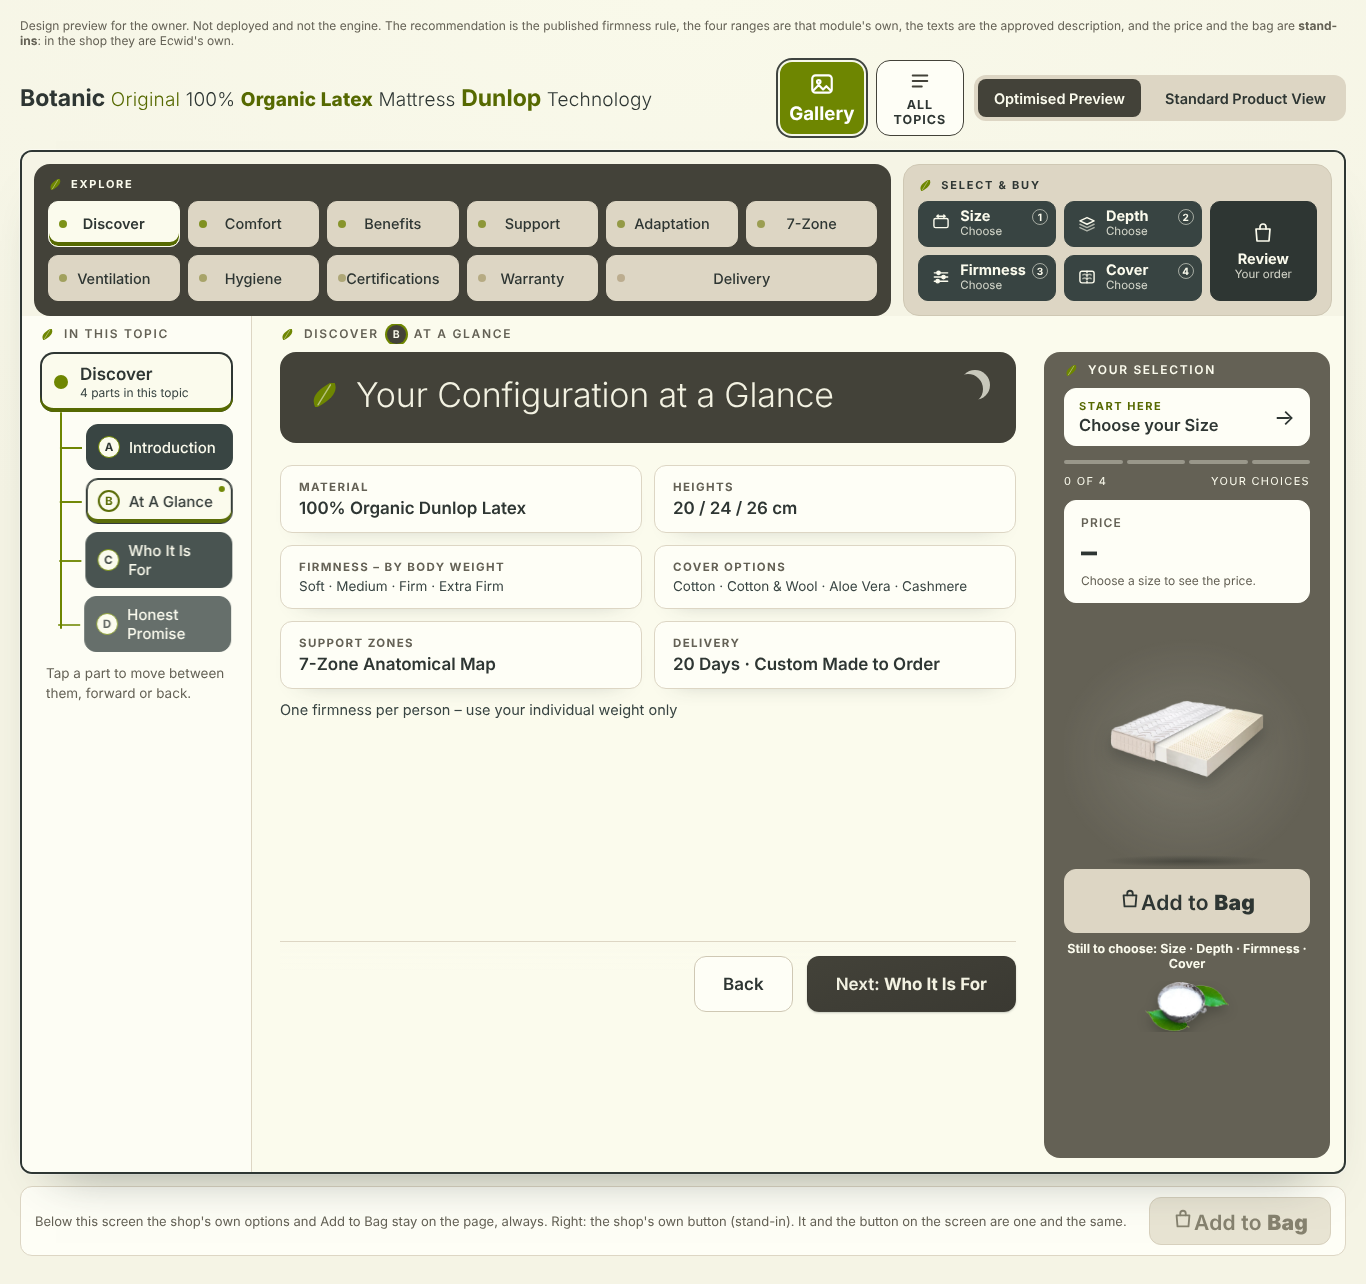 Design preview for the owner. Not deployed and not the engine. The recommendation is the published firmness rule, the four ranges are that module's own, the texts are the approved description, and the price and the bag are stand-
ins: in the shop they are Ecwid's own.
Botanic Original 100% Organic Latex Mattress Dunlop Technology
Gallery
ALL
TOPICS
Optimised Preview
Standard Product View
EXPLORE
Discover
Comfort
Benefits
Support
Adaptation
7-Zone
Ventilation
Hygiene
Certifications
Warranty
Delivery
SELECT & BUY
Size
Choose
1
Depth
Choose
2
Firmness
Choose
3
Cover
Choose
4
Review
Your order
IN THIS TOPIC
Discover
4 parts in this topic
A Introduction
B At A Glance
C Who It Is
For
D Honest
Promise
Tap a part to move between
them, forward or back.
DISCOVER B AT A GLANCE
Your Configuration at a Glance
MATERIAL
100% Organic Dunlop Latex
HEIGHTS
20 / 24 / 26 cm
FIRMNESS – BY BODY WEIGHT
Soft · Medium · Firm · Extra Firm
COVER OPTIONS
Cotton · Cotton & Wool · Aloe Vera · Cashmere
SUPPORT ZONES
7-Zone Anatomical Map
DELIVERY
20 Days · Custom Made to Order
One firmness per person – use your individual weight only
Back
Next: Who It Is For
YOUR SELECTION
START HERE
Choose your Size
0 OF 4
YOUR CHOICES
PRICE
–
Choose a size to see the price.
Add to Bag
Still to choose: Size · Depth · Firmness ·
Cover
Below this screen the shop's own options and Add to Bag stay on the page, always. Right: the shop's own button (stand-in). It and the button on the screen are one and the same.
Add to Bag